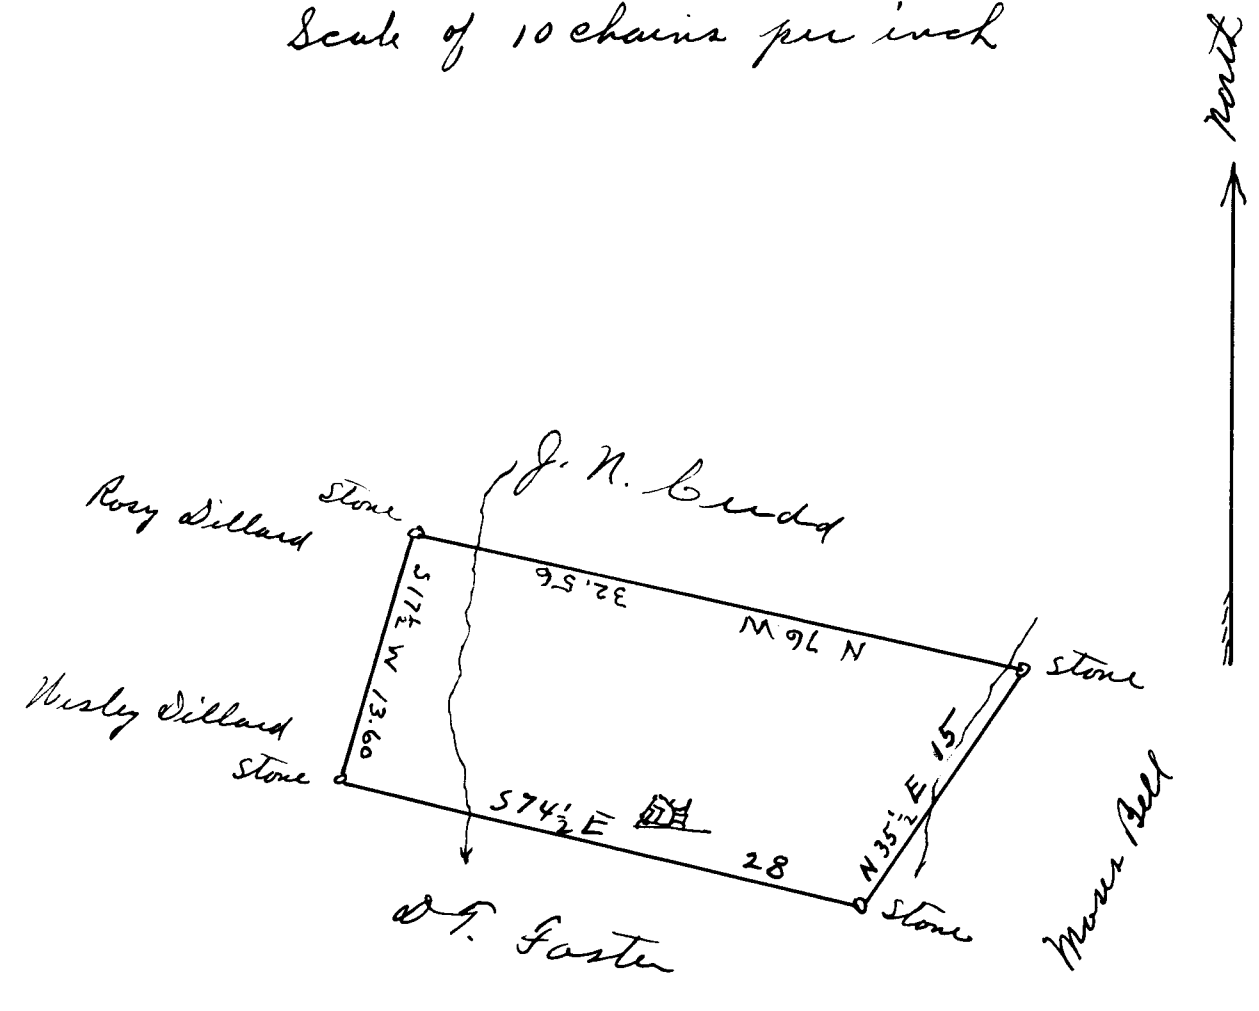 Scale of 10 chains per inch
north
J. N. Cudd
Rosy Dillard
stone
32.56
N 76 W
S 17½ W 13.60
stone
Wesley Dillard
stone
S 74½ E
28
N 35½ E 15
stone
Moses Bell
D T. Foster